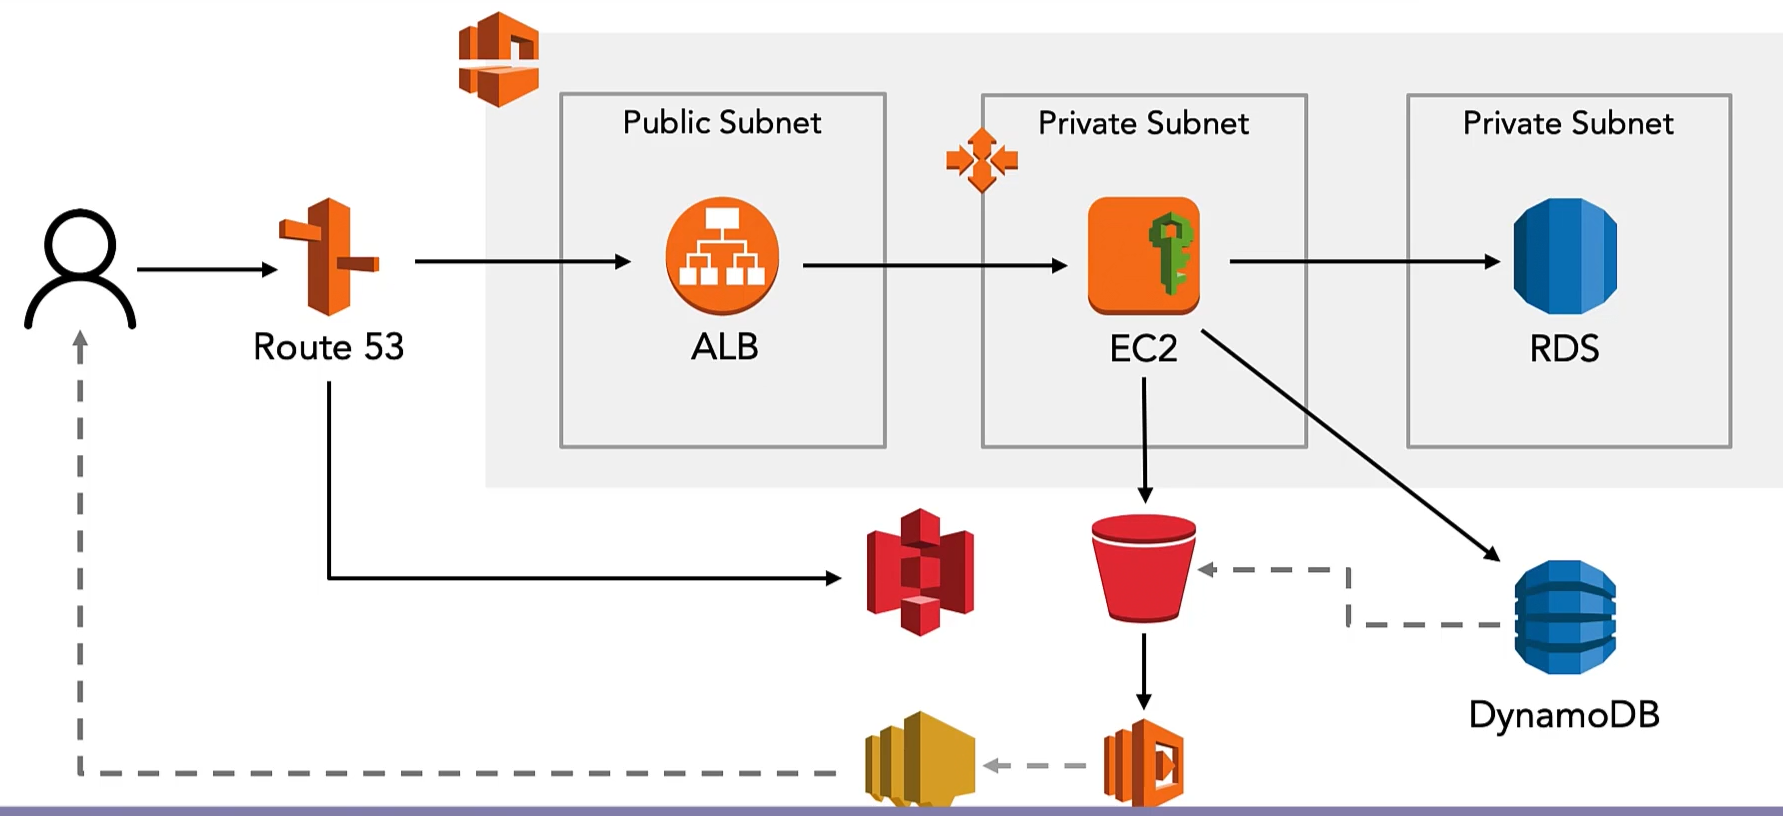 Public Subnet
Private Subnet
Private Subnet
Route 53
ALB
EC2
RDS
DynamoDB